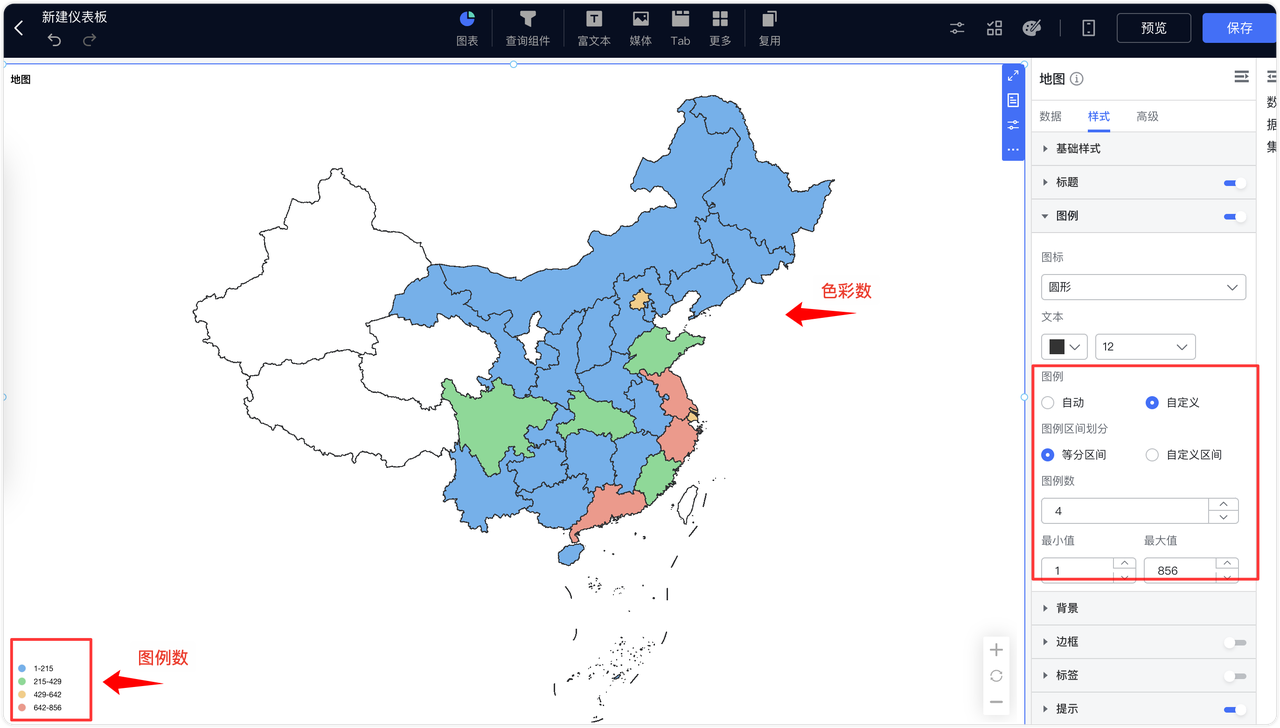 新建仪表板
图表
查询组件
富文本
媒体
Tab
更多
复用
预览
保存
地图
色彩数
图例数
1-215
215-429
429-642
642-856
地图
数据
样式
高级
基础样式
标题
图例
图标
圆形
文本
12
图例
自动
自定义
图例区间划分
等分区间
自定义区间
图例数
4
最小值
最大值
1
856
背景
边框
标签
提示
数
据
集